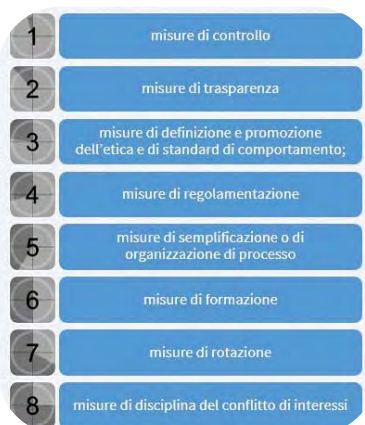 1 misure di controllo
2 misure di trasparenza
3 misure di definizione e promozione
dell'etica e di standard di comportamento;
4 misure di regolamentazione
5 misure di semplificazione o di
organizzazione di processo
6 misure di formazione
7 misure di rotazione
8 misure di disciplina del conflitto di interessi